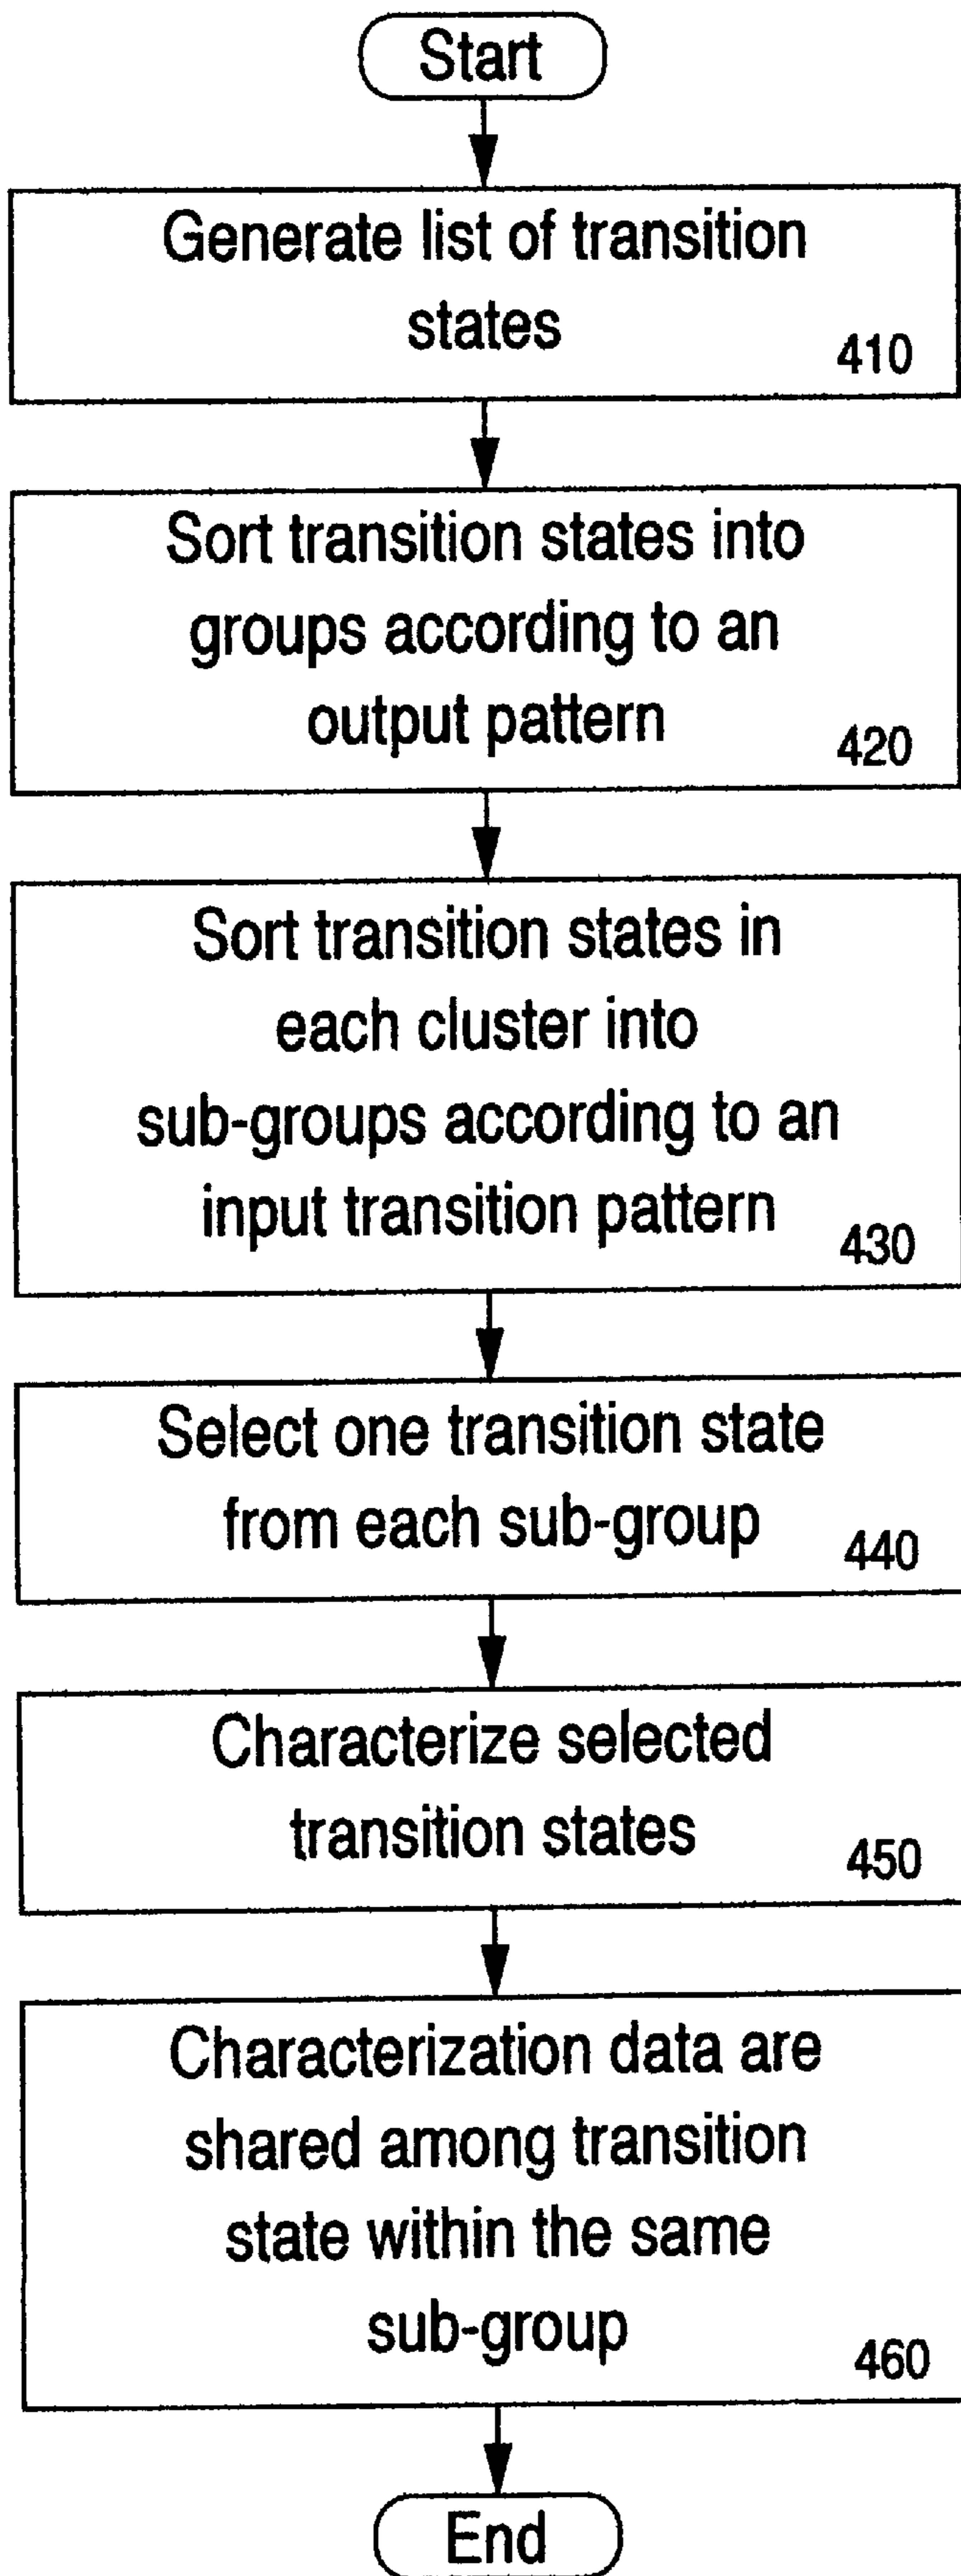 Start
Generate list of transition
states
410
Sort transition states into
groups according to an
output pattern
420
Sort transition states in
each cluster into
sub-groups according to an
input transition pattern
430
Select one transition state
from each sub-group
440
Characterize selected
transition states
450
Characterization data are
shared among transition
state within the same
sub-group
460
End